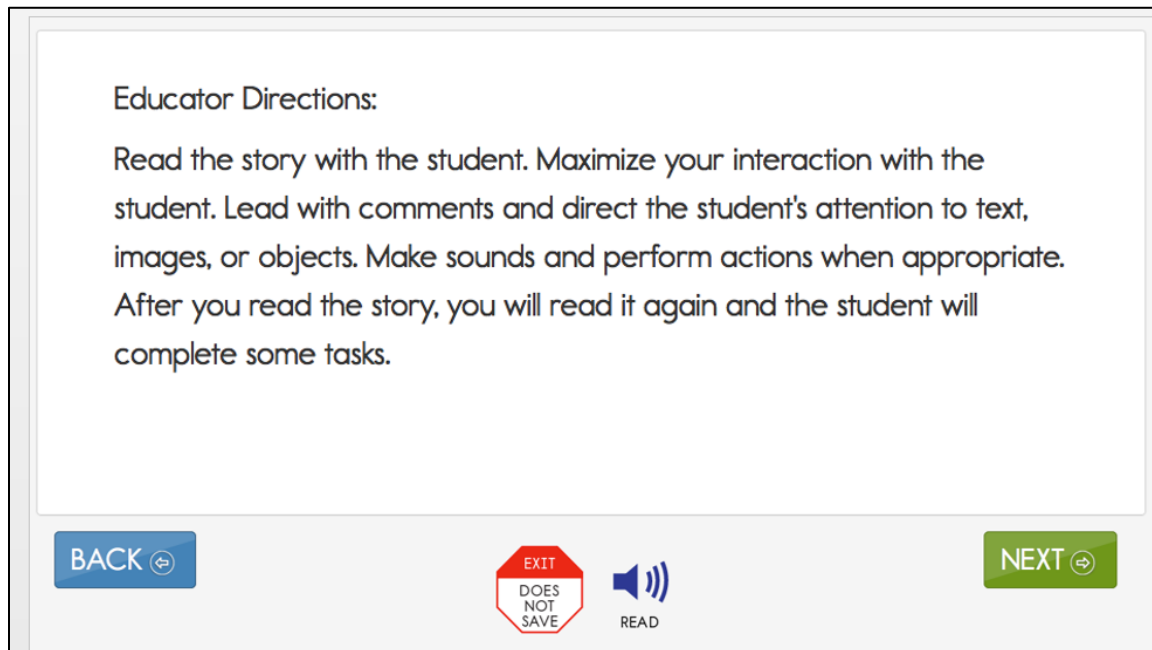 Educator Directions:
Read the story with the student. Maximize your interaction with the
student. Lead with comments and direct the student's attention to text,
images, or objects. Make sounds and perform actions when appropriate.
After you read the story, you will read it again and the student will
complete some tasks.
BACK
EXIT
DOES
NOT
SAVE
READ
NEXT